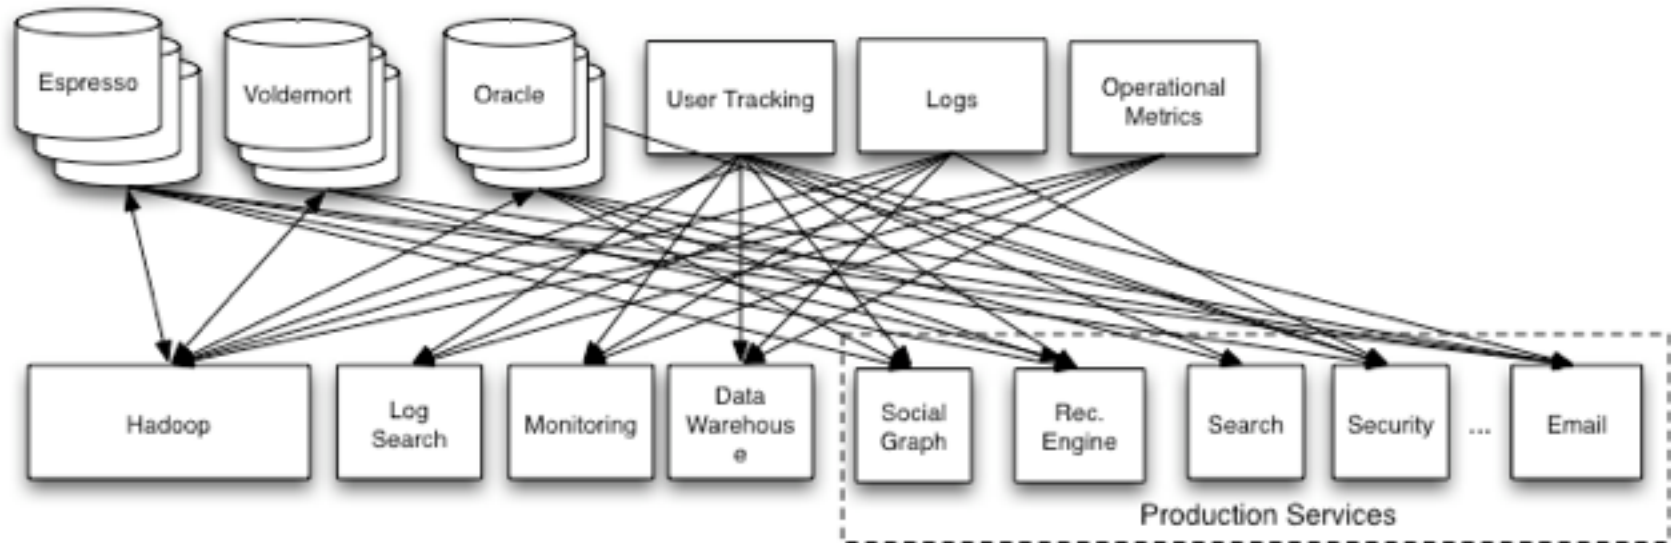 Espresso
Voldemort
Oracle
User Tracking
Logs
Operational
Metrics
Hadoop
Log
Search
Monitoring
Data
Warehous
e
Social
Graph
Rec.
Engine
Search
Security
...
Email
Production Services